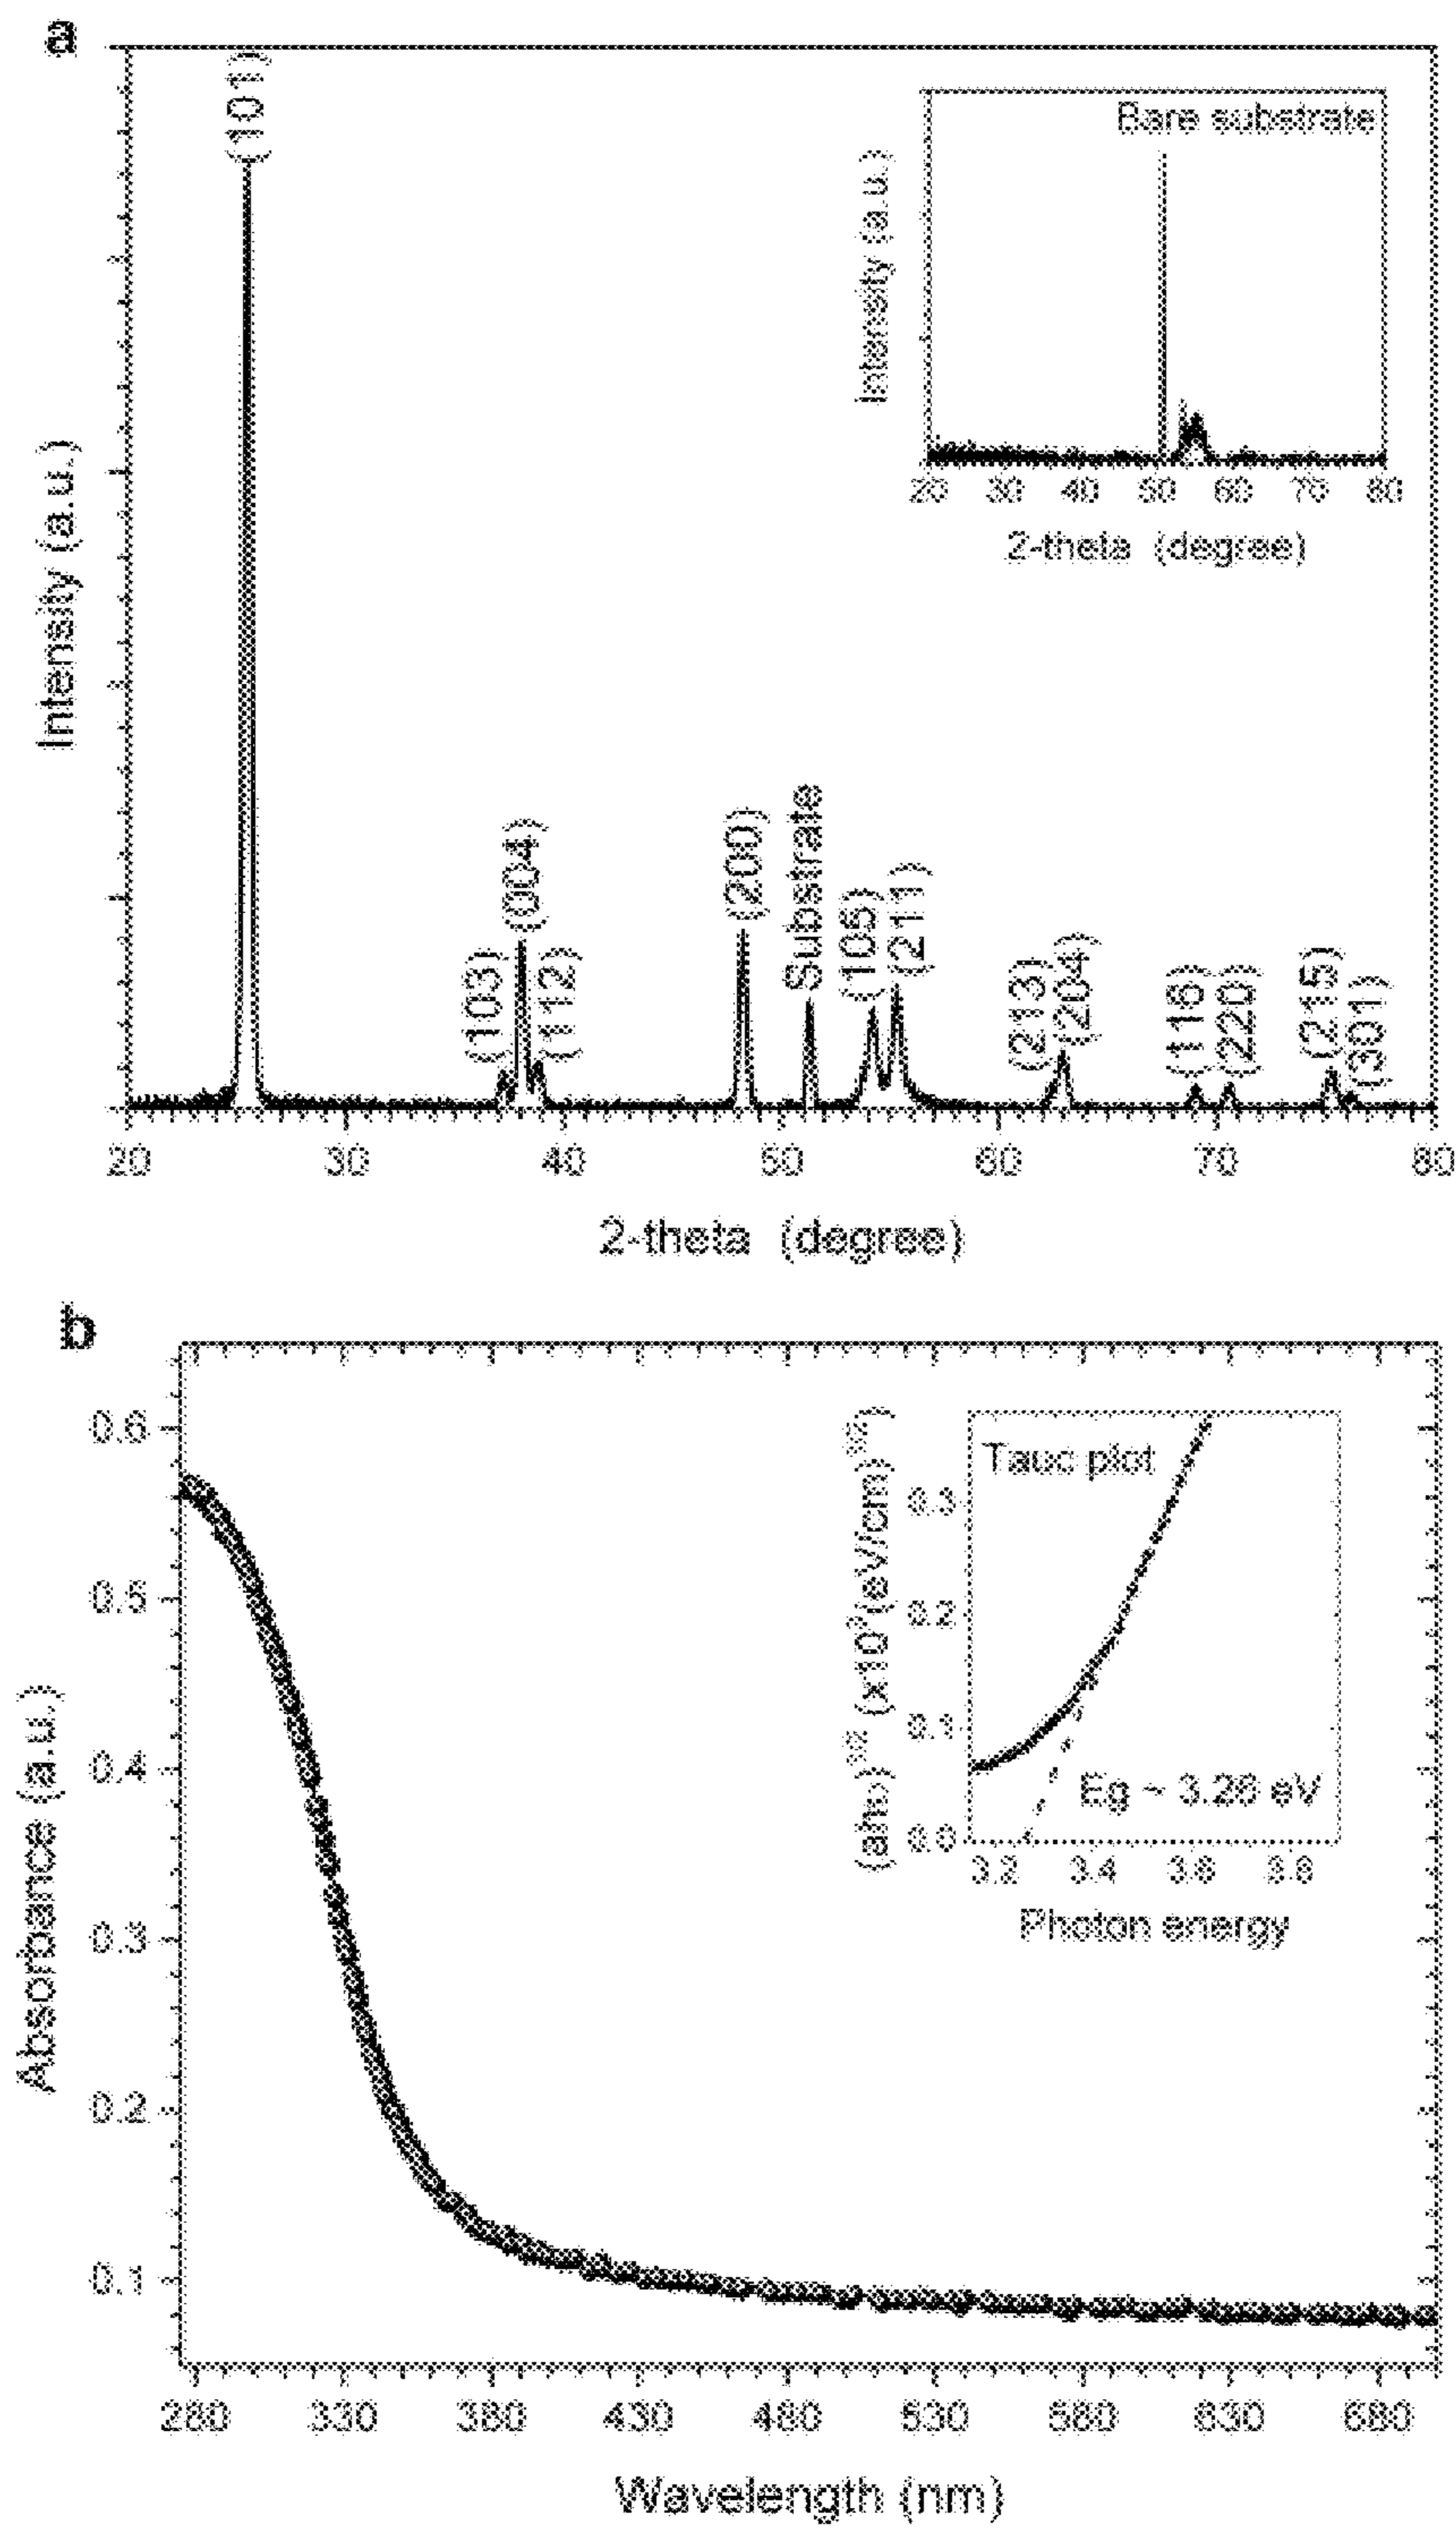 a
(101)
Bare substrate
Intensity (a.u.)
20 30 40 50 60 70 80
2-theta (degree)
Intensity (a.u.)
(103)
(004)
(112)
(200)
Substrate
(105)
(211)
(213)
(204)
(116)
(220)
(215)
(301)
20 30 40 50 60 70 80
2-theta (degree)
b
0.6
0.5
0.4
0.3
0.2
0.1
Absorbance (a.u.)
Tauc plot
0.3
0.2
0.1
0.0
Eg ~ 3.26 eV
3.2 3.4 3.6 3.8
Photon energy
280 330 380 430 480 530 580 630 680
Wavelength (nm)